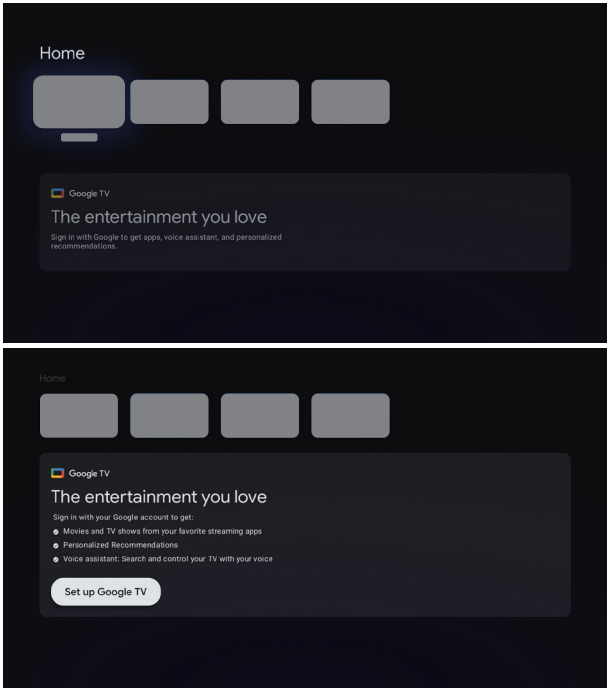 Home
Google TV
The entertainment you love
Sign in with Google to get apps, voice assistant, and personalized
recommendations.
Home
Google TV
The entertainment you love
Sign in with your Google account to get:
Movies and TV shows from your favorite streaming apps
Personalized Recommendations
Voice assistant: Search and control your TV with your voice
Set up Google TV